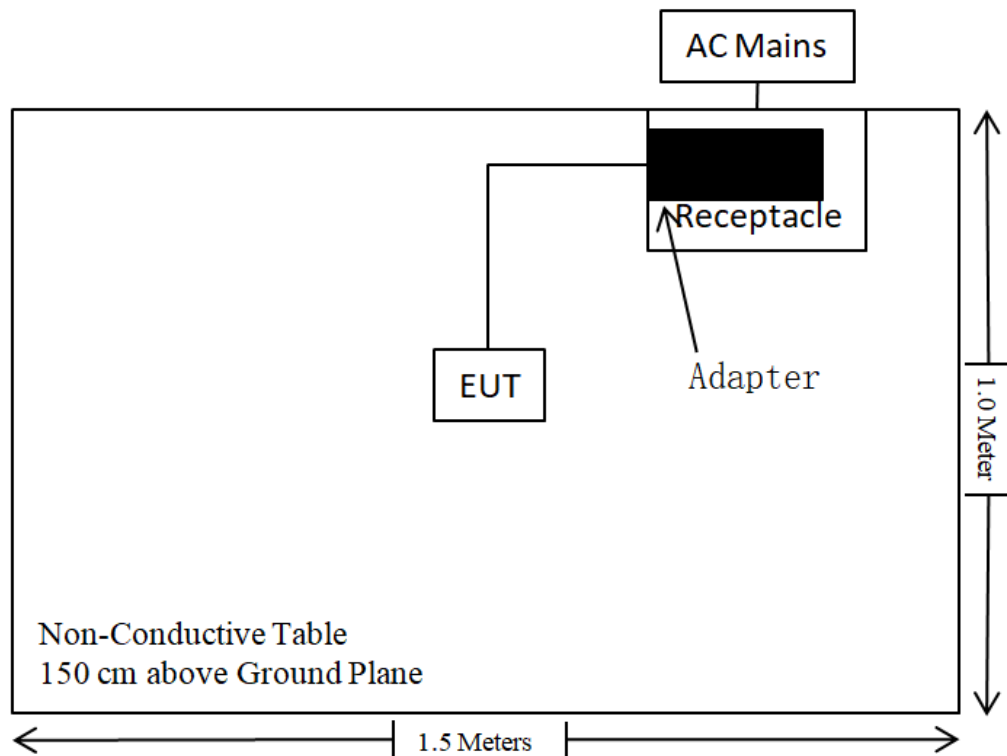 AC Mains
Receptacle
Adapter
EUT
1.0 Meter
Non-Conductive Table
150 cm above Ground Plane
1.5 Meters